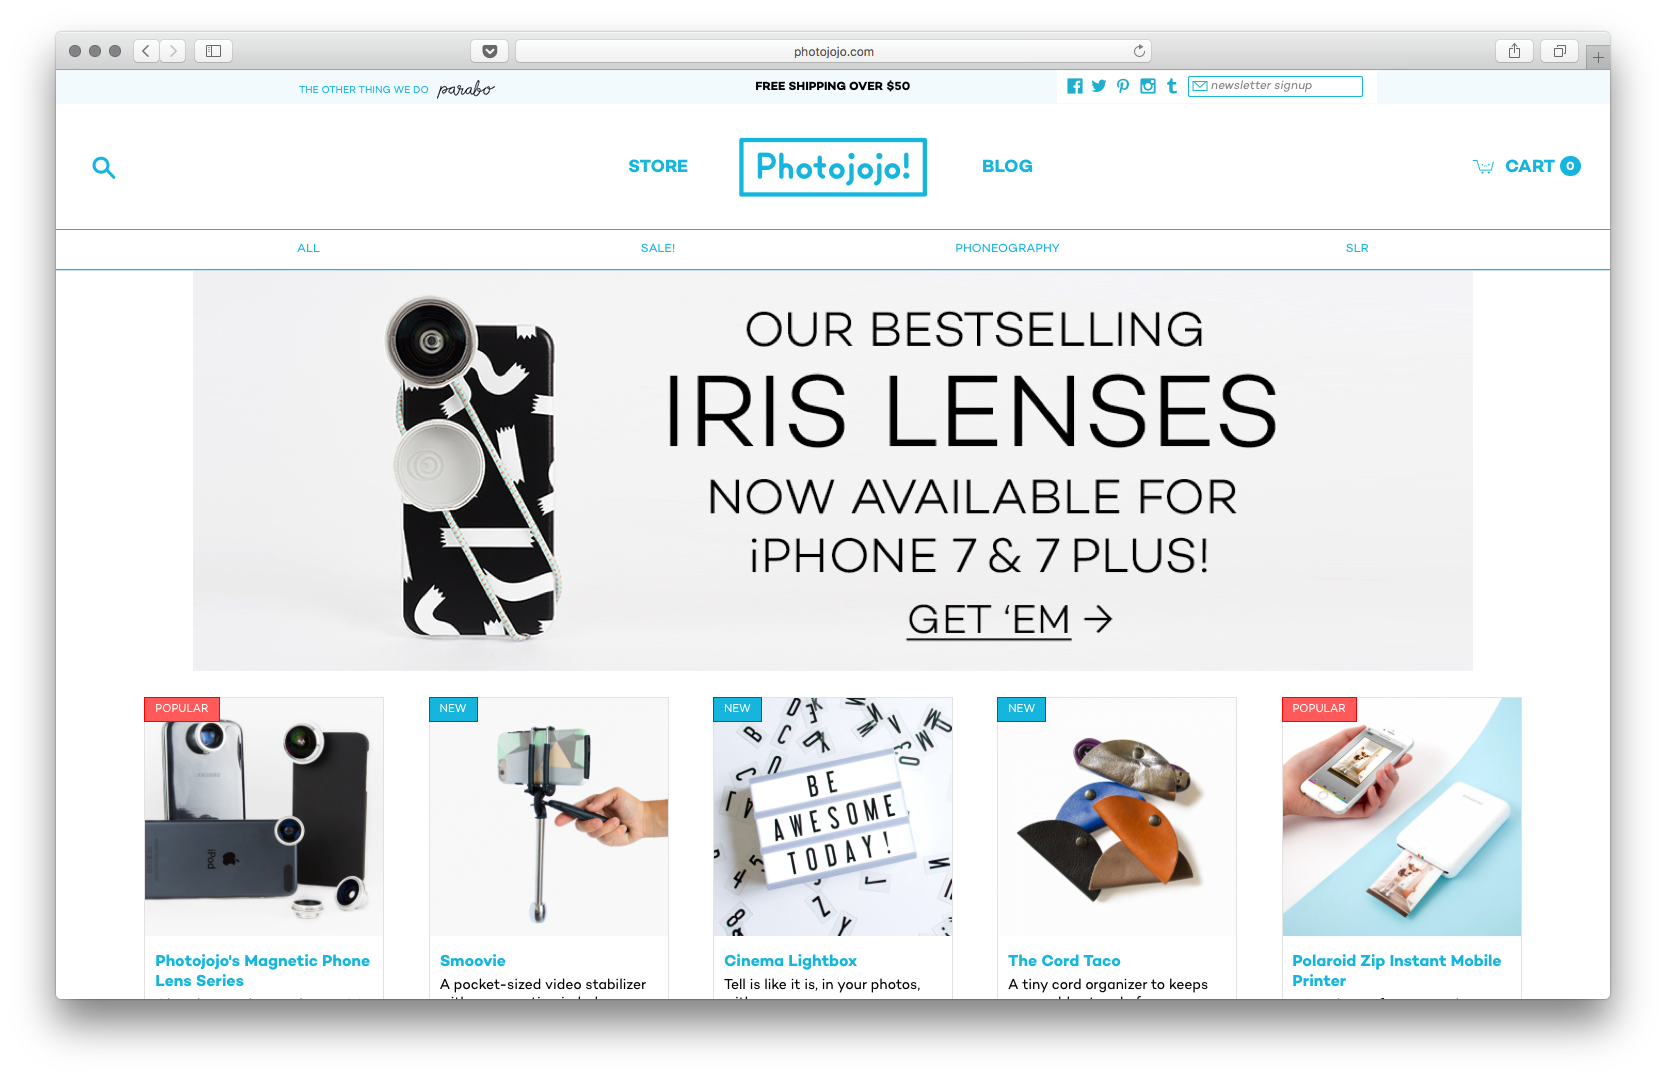 photojojo.com
THE OTHER THING WE DO parabo
FREE SHIPPING OVER $50
newsletter signup
STORE
Photojojo!
BLOG
CART 0
ALL
SALE!
PHONEOGRAPHY
SLR
OUR BESTSELLING
IRIS LENSES
NOW AVAILABLE FOR
iPHONE 7 & 7 PLUS!
GET ‘EM →
POPULAR
NEW
NEW
NEW
POPULAR
iPod
BE
AWESOME
TODAY!
Photojojo's Magnetic Phone
Lens Series
Smoovie
A pocket-sized video stabilizer
Cinema Lightbox
Tell is like it is, in your photos,
The Cord Taco
A tiny cord organizer to keeps
Polaroid Zip Instant Mobile
Printer